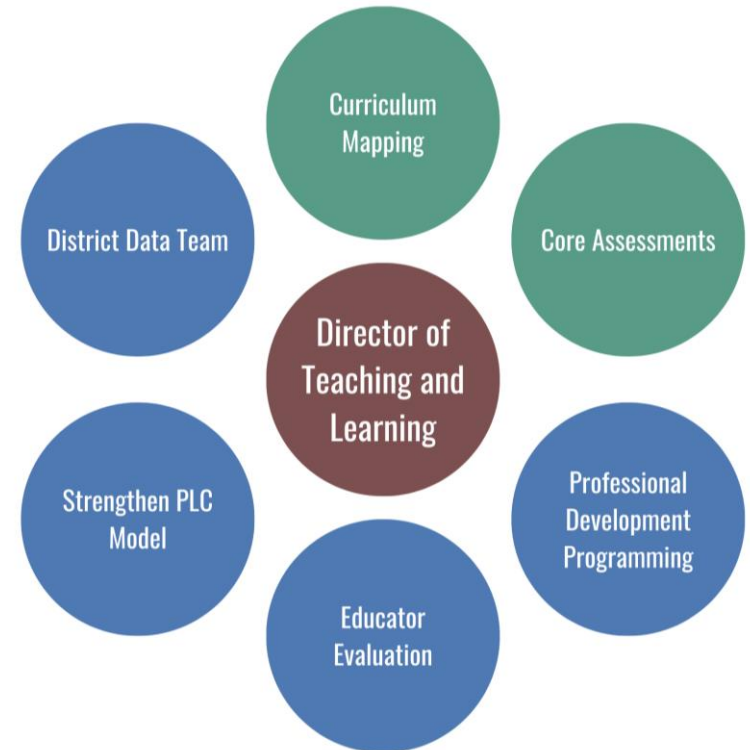 Curriculum
Mapping
District Data Team
Core Assessments
Director of
Teaching and
Learning
Strengthen PLC
Model
Professional
Development
Programming
Educator
Evaluation